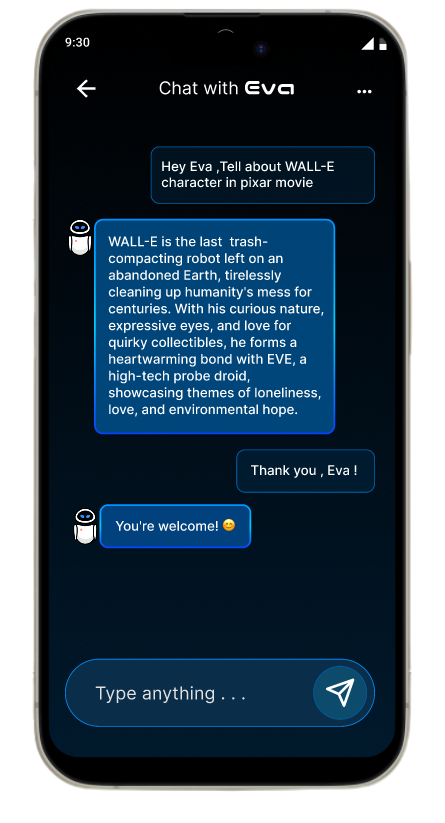 9:30
Chat with Eva
Hey Eva ,Tell about WALL-E
character in pixar movie
WALL-E is the last  trash-
compacting robot left on an
abandoned Earth, tirelessly
cleaning up humanity's mess for
centuries. With his curious nature,
expressive eyes, and love for
quirky collectibles, he forms a
heartwarming bond with EVE, a
high-tech probe droid,
showcasing themes of loneliness,
love, and environmental hope.
Thank you , Eva !
You're welcome! 😊
Type anything . . .